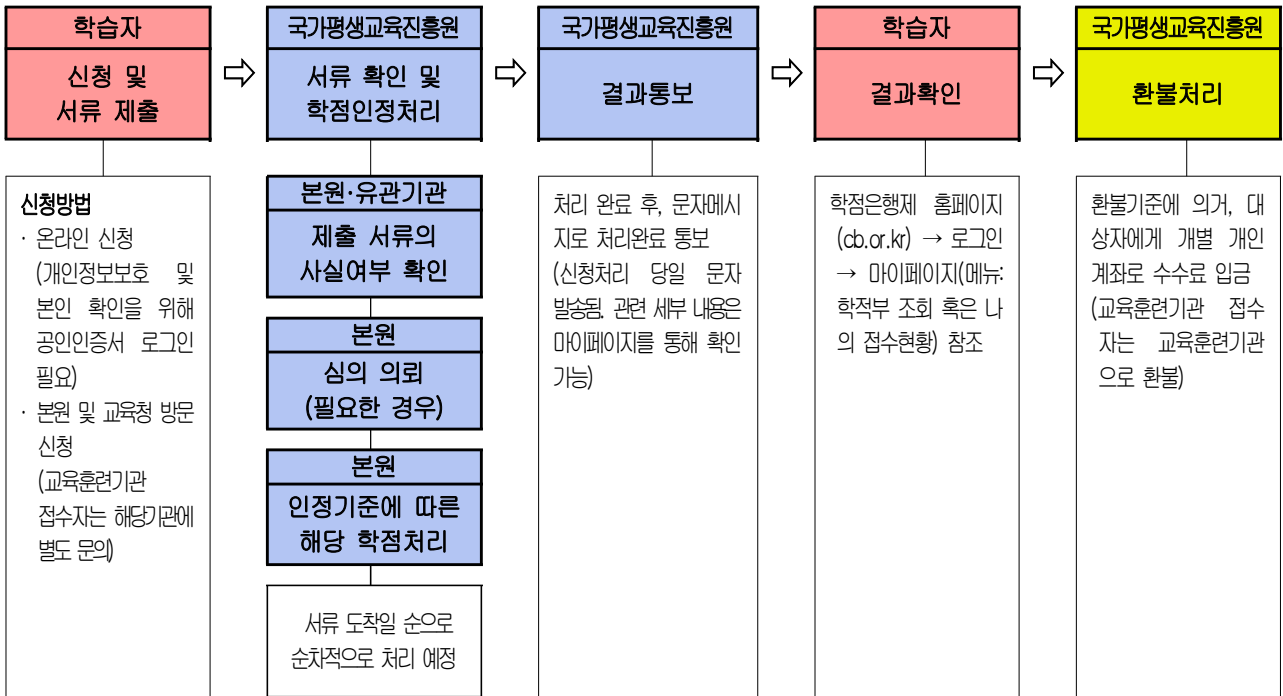 학습자
신청 및
서류 제출
국가평생교육진흥원
서류 확인 및
학점인정처리
국가평생교육진흥원
결과통보
학습자
결과확인
국가평생교육진흥원
환불처리
신청방법
· 온라인 신청
(개인정보보호 및
본인 확인을 위해
공인인증서 로그인
필요)
· 본원 및 교육청 방문
신청
(교육훈련기관
접수자는 해당기관에
별도 문의)
본원·유관기관
제출 서류의
사실여부 확인
본원
심의 의뢰
(필요한 경우)
본원
인정기준에 따른
해당 학점처리
서류 도착일 순으로
순차적으로 처리 예정
처리 완료 후, 문자메시
지로 처리완료 통보
(신청처리 당일 문자
발송됨. 관련 세부 내용은
마이페이지를 통해 확인
가능)
학점은행제 홈페이지
(cb.or.kr) → 로그인
→ 마이페이지(메뉴:
학적부 조회 혹은 나
의 접수현황) 참조
환불기준에 의거, 대
상자에게 개별 개인
계좌로 수수료 입금
(교육훈련기관 접수
자는 교육훈련기관
으로 환불)